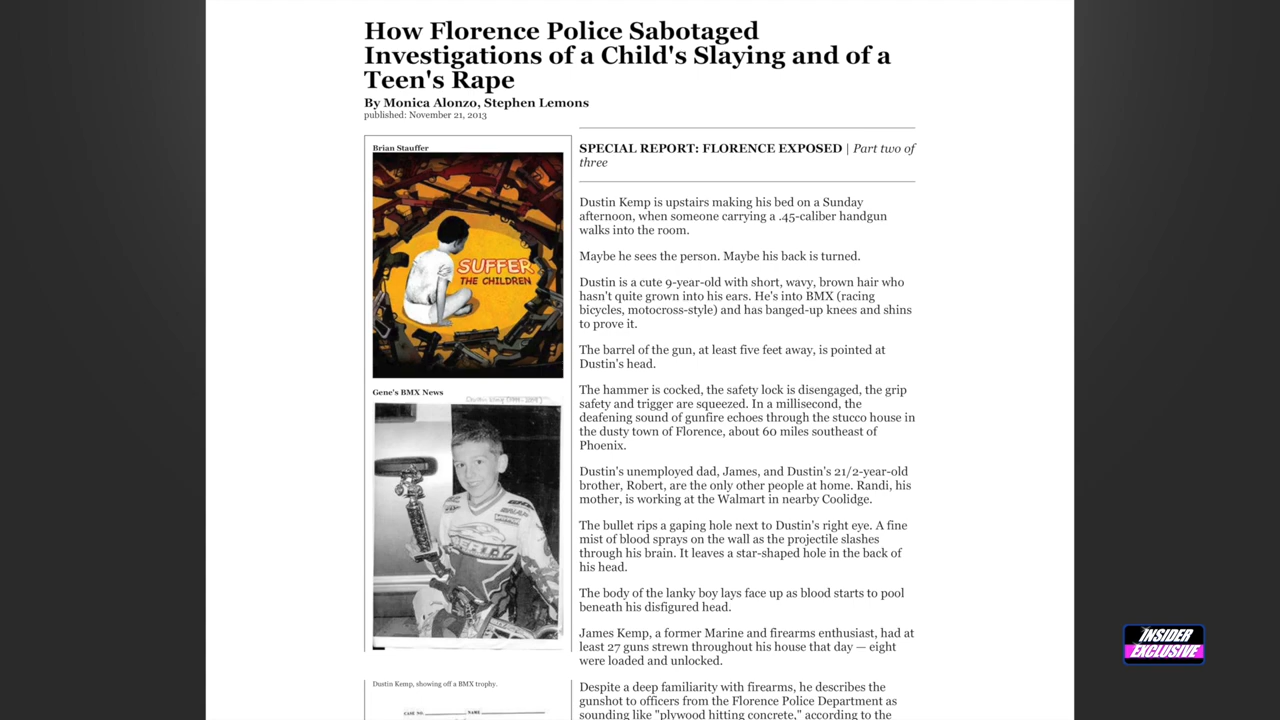 How Florence Police Sabotaged
Investigations of a Child's Slaying and of a
Teen's Rape
By Monica Alonzo, Stephen Lemons
published: November 21, 2013
Brian Stauffer
SUFFER
THE CHILDREN
Gene's BMX News
Dustin Kemp, showing off a BMX trophy.
CASE NO. NAME
SPECIAL REPORT: FLORENCE EXPOSED | Part two of
three
Dustin Kemp is upstairs making his bed on a Sunday
afternoon, when someone carrying a .45-caliber handgun
walks into the room.
Maybe he sees the person. Maybe his back is turned.
Dustin is a cute 9-year-old with short, wavy, brown hair who
hasn't quite grown into his ears. He's into BMX (racing
bicycles, motocross-style) and has banged-up knees and shins
to prove it.
The barrel of the gun, at least five feet away, is pointed at
Dustin's head.
The hammer is cocked, the safety lock is disengaged, the grip
safety and trigger are squeezed. In a millisecond, the
deafening sound of gunfire echoes through the stucco house in
the dusty town of Florence, about 60 miles southeast of
Phoenix.
Dustin's unemployed dad, James, and Dustin's 21/2-year-old
brother, Robert, are the only other people at home. Randi, his
mother, is working at the Walmart in nearby Coolidge.
The bullet rips a gaping hole next to Dustin's right eye. A fine
mist of blood sprays on the wall as the projectile slashes
through his brain. It leaves a star-shaped hole in the back of
his head.
The body of the lanky boy lays face up as blood starts to pool
beneath his disfigured head.
James Kemp, a former Marine and firearms enthusiast, had at
least 27 guns strewn throughout his house that day — eight
were loaded and unlocked.
Despite a deep familiarity with firearms, he describes the
gunshot to officers from the Florence Police Department as
sounding like "plywood hitting concrete," according to the
INSIDER
EXCLUSIVE